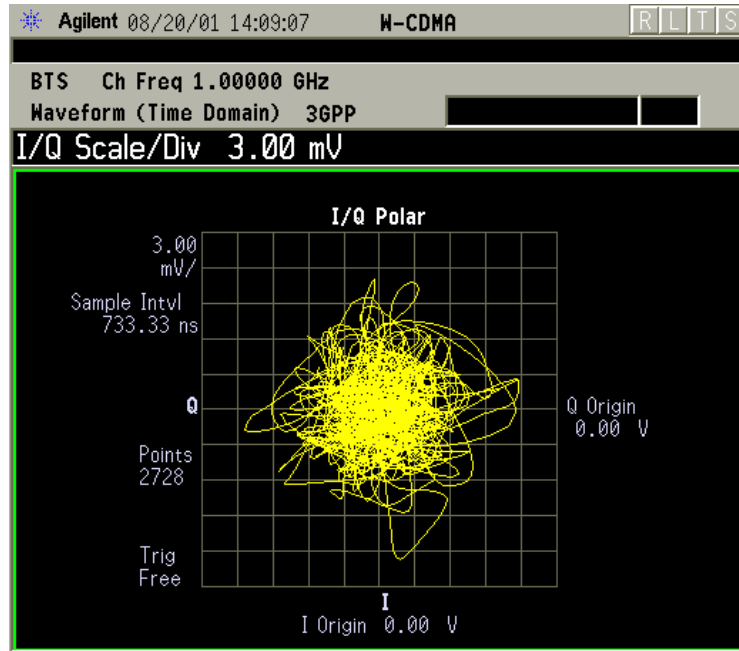 Agilent 08/20/01 14:09:07 W-CDMA R L T S
BTS Ch Freq 1.00000 GHz
Waveform (Time Domain) 3GPP
I/Q Scale/Div 3.00 mV
I/Q Polar
3.00
mV/
Sample Intvl
733.33 ns
Q
Q Origin
0.00 V
Points
2728
Trig
Free
I
I Origin 0.00 V